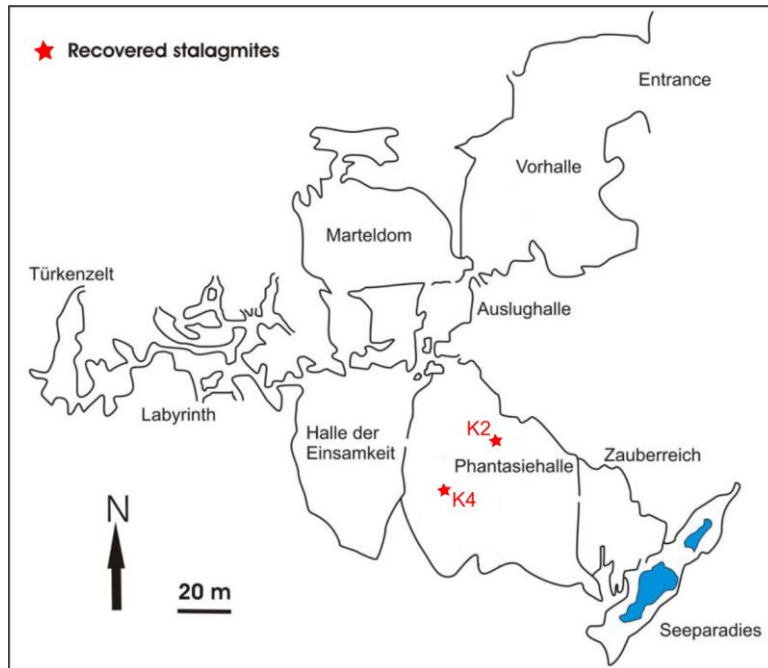 Recovered stalagmites
Entrance
Vorhalle
Marteldom
Türkenzelt
Auslughalle
Labyrinth
Halle der
Einsamkeit
K2
Phantasiehalle
Zauberreich
K4
N
20 m
Seeparadies